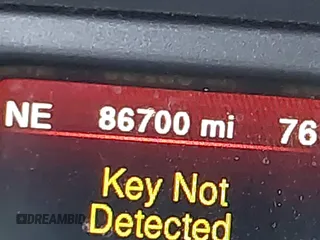 NE 86700 mi 76
Key Not
Detected
DREAMBID